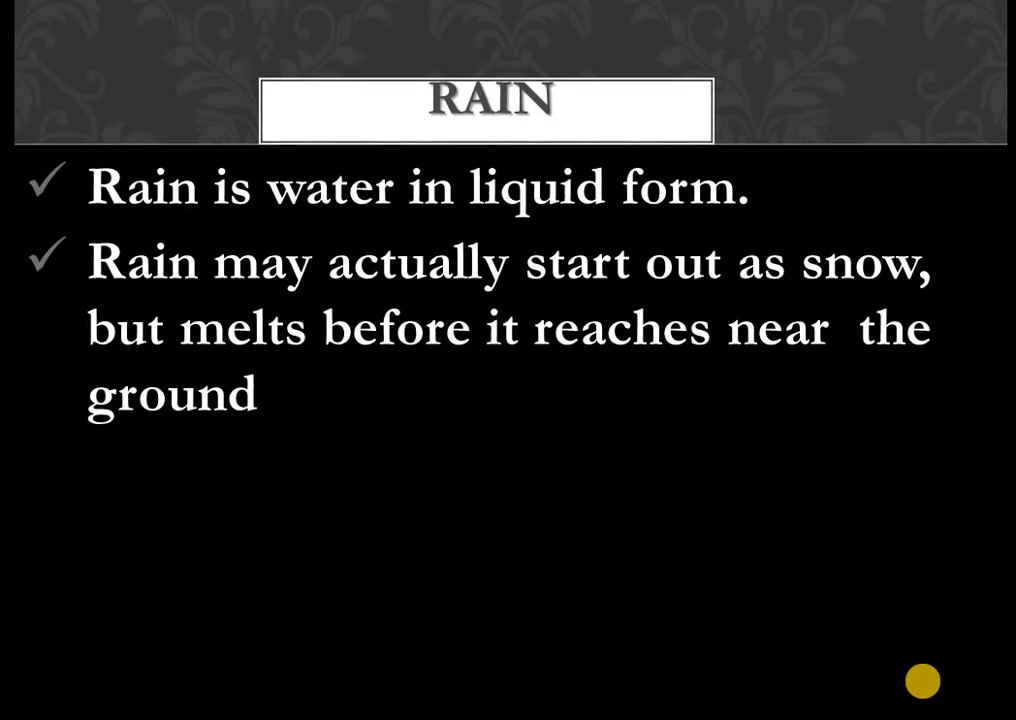 RAIN
Rain is water in liquid form.
Rain may actually start out as snow,
but melts before it reaches near the
ground